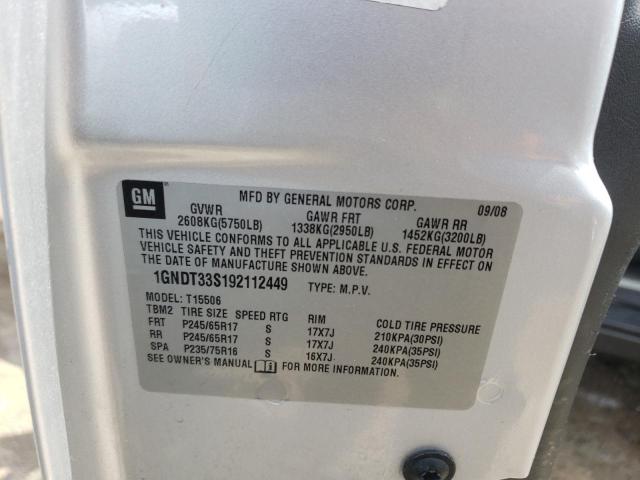 GM
MFD BY GENERAL MOTORS CORP. 09/08
GVWR GAWR FRT GAWR RR
2608KG(5750LB) 1338KG(2950LB) 1452KG(3200LB)
THIS VEHICLE CONFORMS TO ALL APPLICABLE U.S. FEDERAL MOTOR
VEHICLE SAFETY AND THEFT PREVENTION STANDARDS IN EFFECT ON
THE DATE OF MANUFACTURE SHOWN ABOVE.
1GNDT33S192112449 TYPE: M.P.V.
MODEL: T15506
TBM2 TIRE SIZE SPEED RTG RIM COLD TIRE PRESSURE
FRT P245/65R17 S 17X7J 210KPA(30PSI)
RR P245/65R17 S 17X7J 240KPA(35PSI)
SPA P235/75R16 S 16X7J 240KPA(35PSI)
SEE OWNER'S MANUAL FOR MORE INFORMATION.